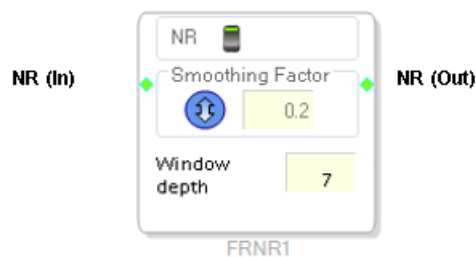 NR
NR (In)
Smoothing Factor
NR (Out)
0.2
Window
depth
7
FRNR1